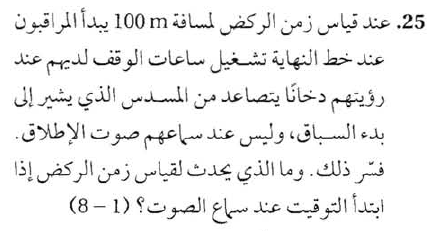 25. عند قياس زمن الركض لمسافة 100 m يبدأ المراقبون
عند خط النهاية تشغيل ساعات الوقف لديهم عند
رؤيتهم دخانًا يتصاعد من المسدس الذي يشير إلى
بدء السباق، وليس عند سماعهم صوت الإطلاق.
فسّر ذلك. وما الذي يحدث لقياس زمن الركض إذا
ابتدأ التوقيت عند سماع الصوت؟ (1 – 8)